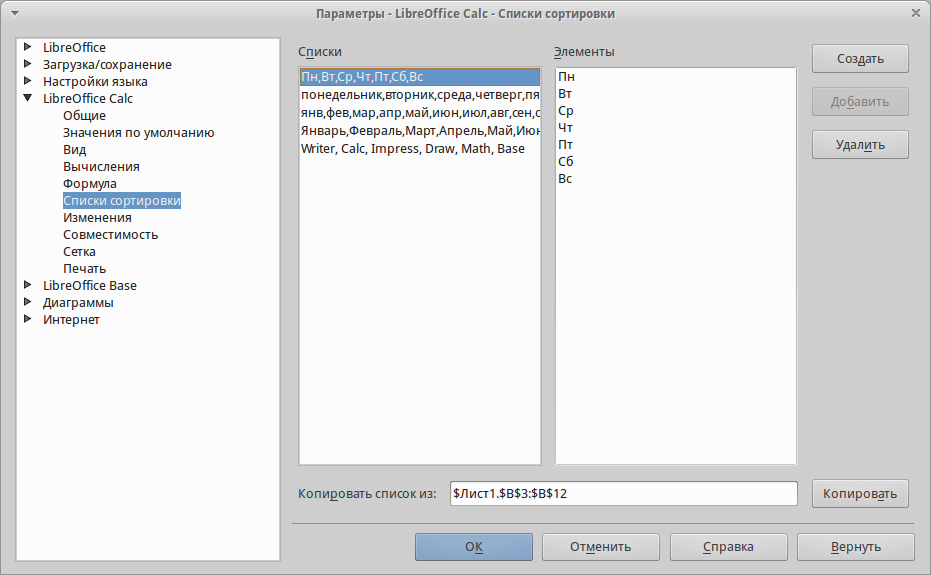 Параметры - LibreOffice Calc - Списки сортировки
LibreOffice
Загрузка/сохранение
Настройки языка
LibreOffice Calc
Общие
Значения по умолчанию
Вид
Вычисления
Формула
Списки сортировки
Изменения
Совместимость
Сетка
Печать
LibreOffice Base
Диаграммы
Интернет
Списки
Пн,Вт,Ср,Чт,Пт,Сб,Вс
понедельник,вторник,среда,четверг,пя
янв,фев,мар,апр,май,июн,июл,авг,сен,о
Январь,Февраль,Март,Апрель,Май,Июн
Writer, Calc, Impress, Draw, Math, Base
Элементы
Пн
Вт
Ср
Чт
Пт
Сб
Вс
Создать
Добавить
Удалить
Копировать список из:
$Лист1.$B$3:$B$12
Копировать
OK
Отменить
Справка
Вернуть